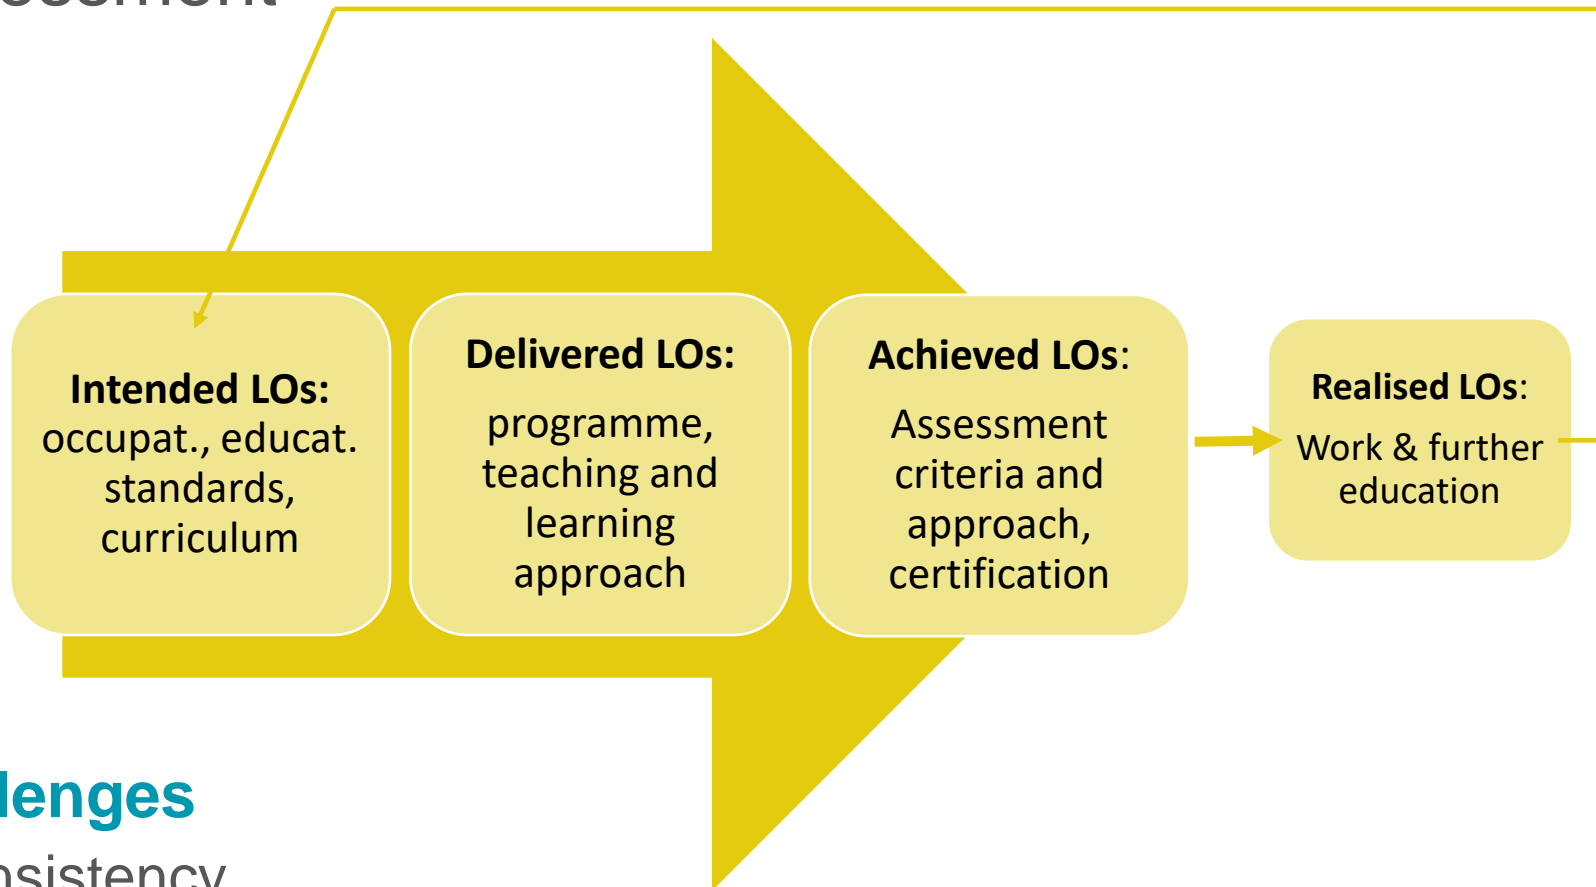 Intended LOs:
occupat., educat.
standards,
curriculum
Delivered LOs:
programme,
teaching and
learning
approach
Achieved LOs:
Assessment
criteria and
approach,
certification
Realised LOs:
Work & further
education
lenges
nsistency